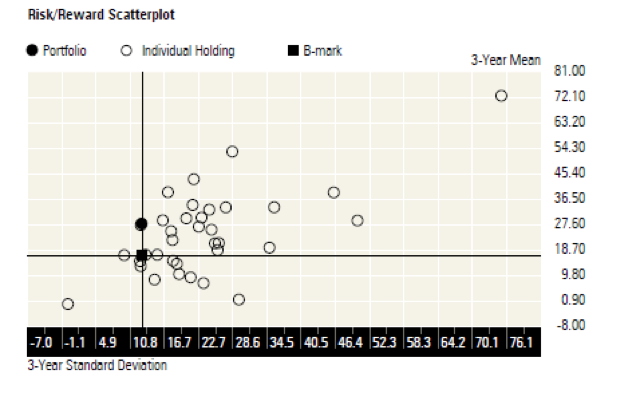 Risk/Reward Scatterplot
Portfolio Individual Holding B-mark
3-Year Mean
81.00
72.10
63.20
54.30
45.40
36.50
27.60
18.70
9.80
0.90
-8.00
-7.0 -1.1 4.9 10.8 16.7 22.7 28.6 34.5 40.5 46.4 52.3 58.3 64.2 70.1 76.1
3-Year Standard Deviation